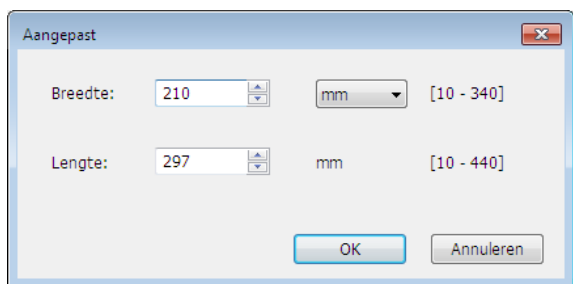 Aangepast
Breedte: 210 mm [10 - 340]
Lengte: 297 mm [10 - 440]
OK Annuleren